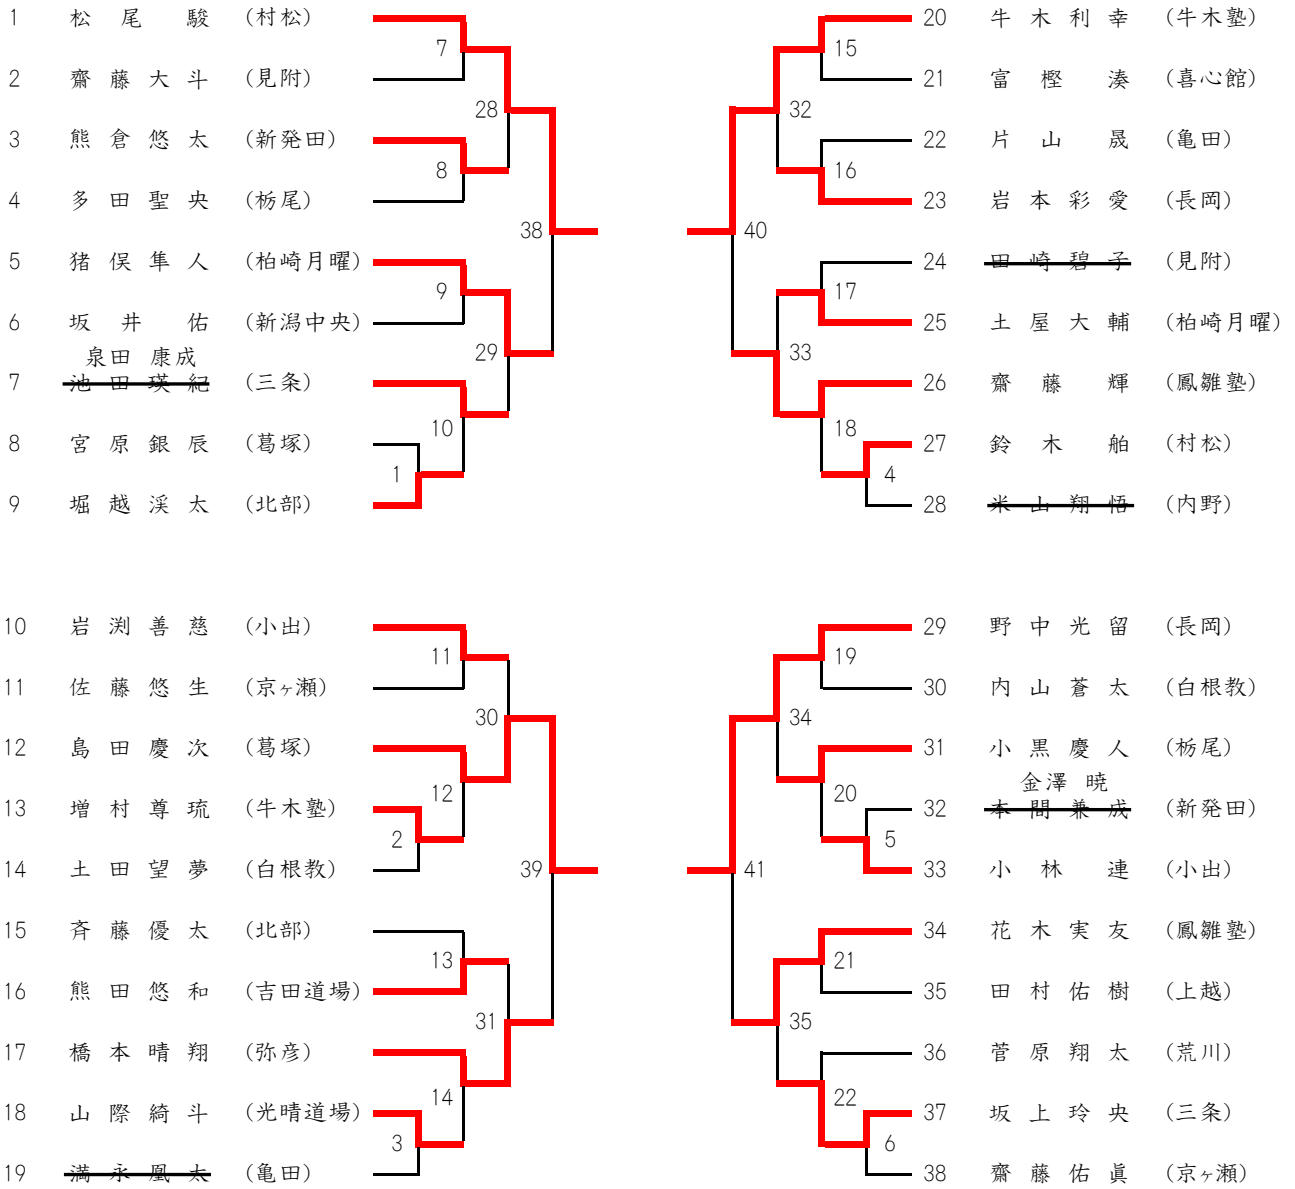 1 松尾 駿 (村松)
7
2 齋藤大斗 (見附)
28
3 熊倉悠太 (新発田)
8
4 多田聖央 (栃尾)
38
5 猪俣隼人 (柏崎月曜)
9
6 坂井 佑 (新潟中央)
29
泉田 康成
7 池田瑛紀 (三条)
10
8 宮原銀辰 (葛塚)
1
9 堀越渓太 (北部)
20 牛木利幸 (牛木塾)
15
21 富樫 湊 (喜心館)
32
22 片山 晟 (亀田)
16
23 岩本彩愛 (長岡)
40
24 田崎碧子 (見附)
17
25 土屋大輔 (柏崎月曜)
33
26 齋藤 輝 (鳳雛塾)
18
27 鈴木 舶 (村松)
4
28 米山翔悟 (内野)
10 岩渕善慈 (小出)
11
11 佐藤悠生 (京ヶ瀬)
30
12 島田慶次 (葛塚)
12
13 増村尊琉 (牛木塾)
2
14 土田望夢 (白根教)
39
15 斉藤優太 (北部)
13
16 熊田悠和 (吉田道場)
31
17 橋本晴翔 (弥彦)
14
18 山際綺斗 (光晴道場)
3
19 満永凰太 (亀田)
29 野中光留 (長岡)
19
30 内山蒼太 (白根教)
34
31 小黒慶人 (栃尾)
金澤 暁
20
32 本間兼成 (新発田)
5
33 小林 連 (小出)
41
34 花木実友 (鳳雛塾)
21
35 田村佑樹 (上越)
35
36 菅原翔太 (荒川)
22
37 坂上玲央 (三条)
6
38 齋藤佑眞 (京ヶ瀬)